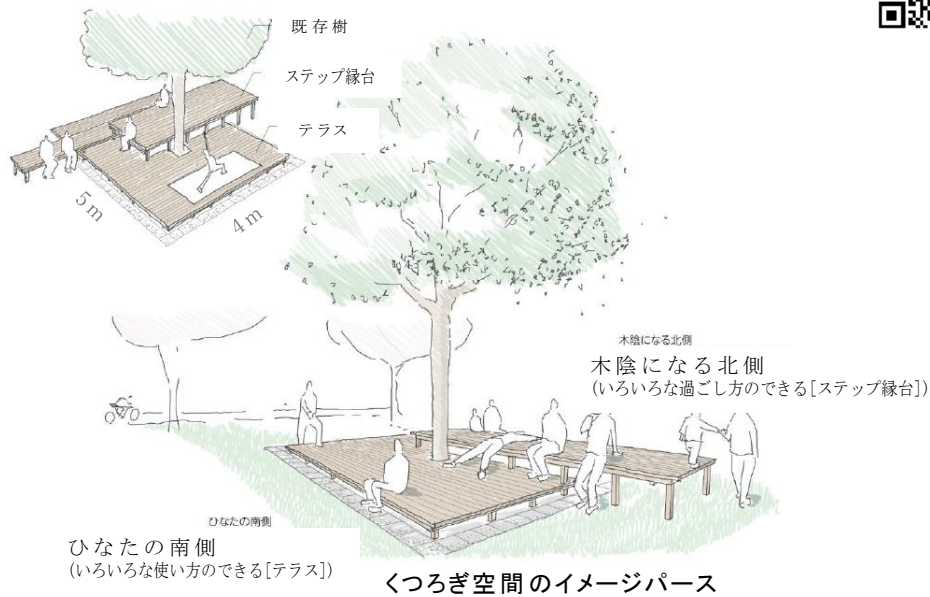 既存樹
ステップ縁台
テラス
5m
4m
木陰になる北側
木陰になる北側
(いろいろな過ごし方のできる[ステップ縁台])
ひなたの南側
ひなたの南側
(いろいろな使い方のできる[テラス])
くつろぎ空間のイメージパース